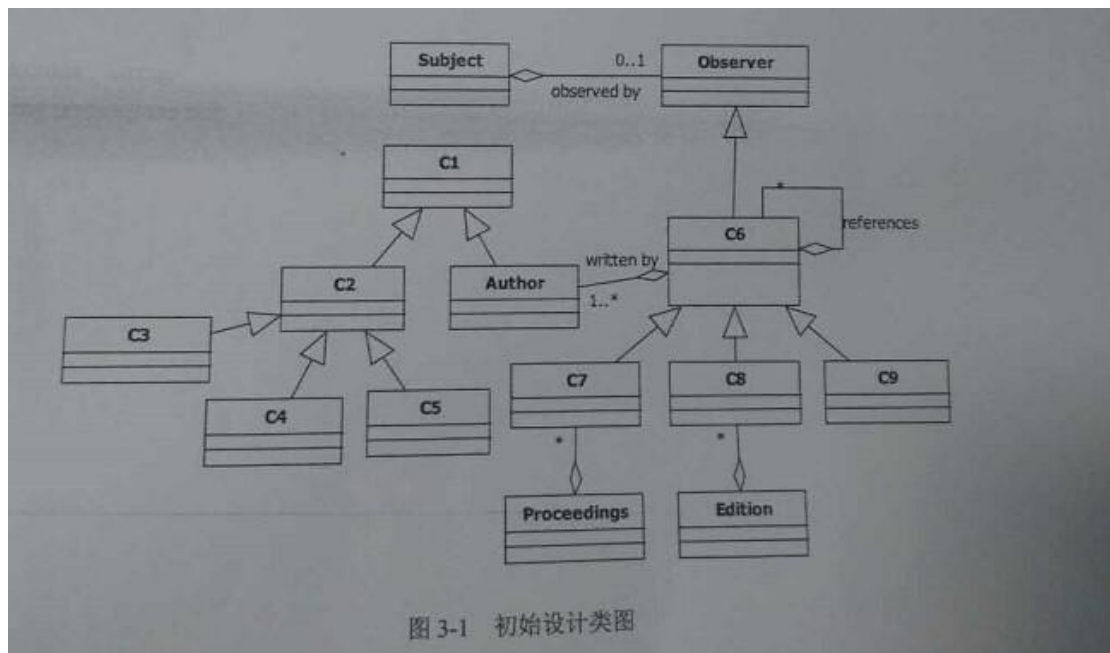 Subject
0..1
Observer
observed by
C1
*
C6
references
written by
C2
Author
1..*
C3
C7
C8
C9
C4
C5
*
*
Proceedings
Edition
图 3-1 初始设计类图